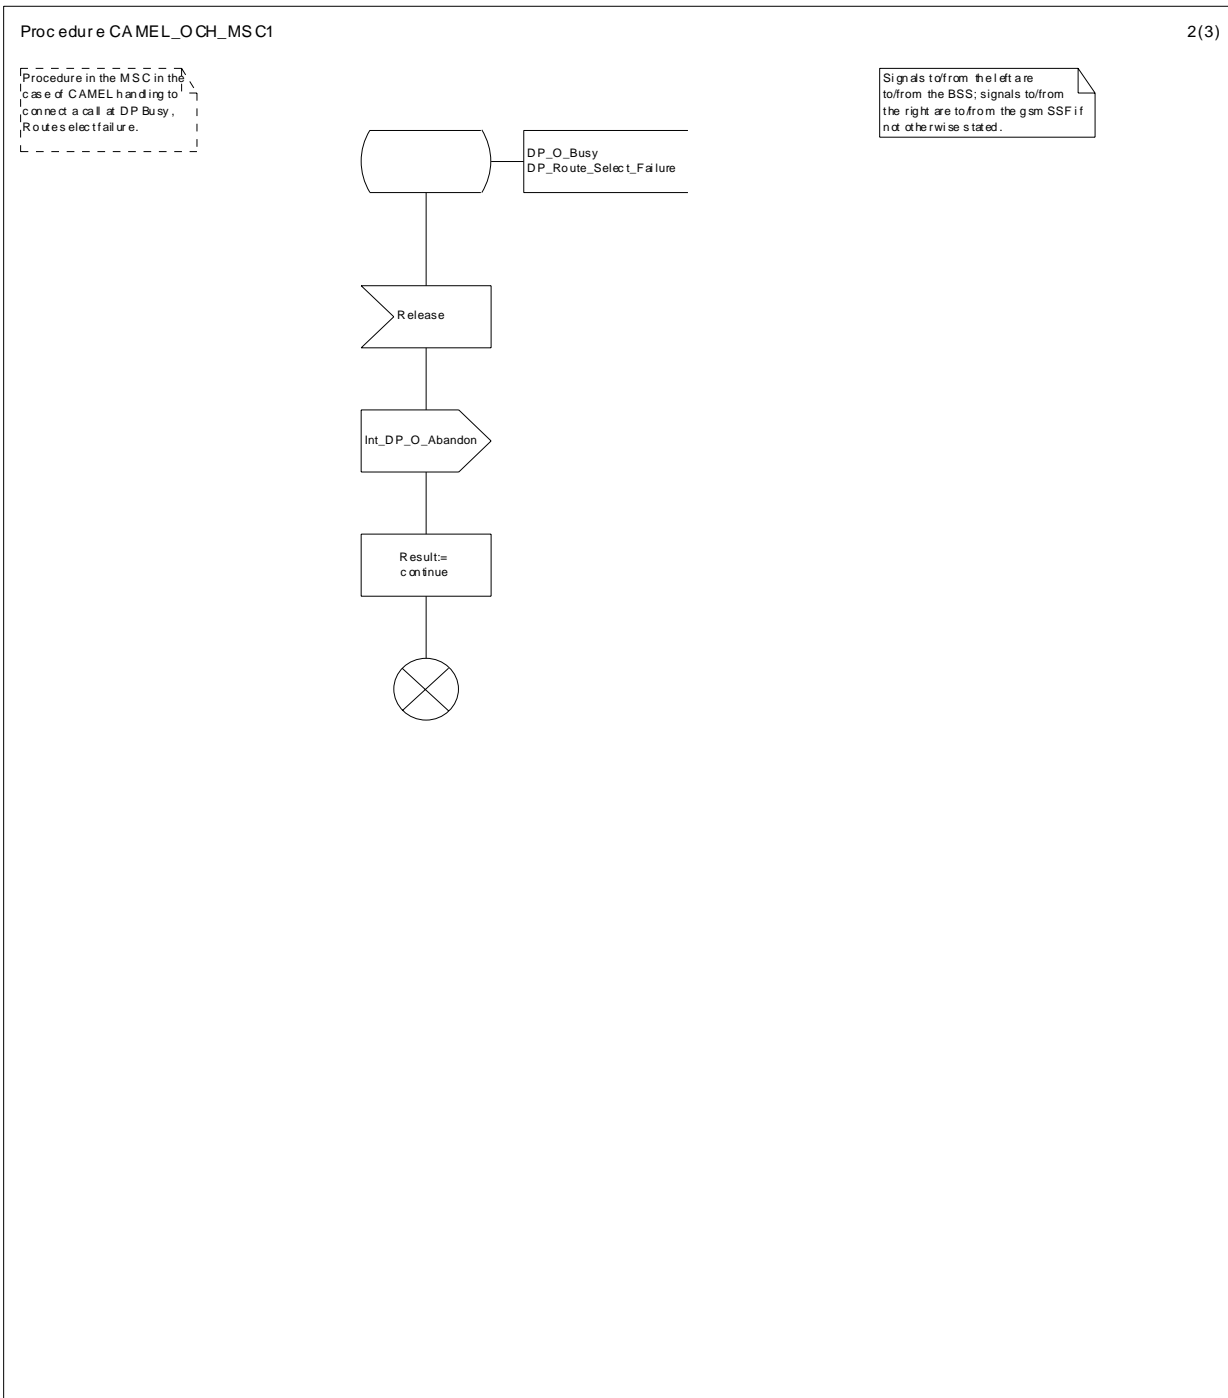 Procedure CAMEL_OCH_MSC1
2(3)
Procedure in the MSC in the
case of CAMEL handling to
connect a call at DP Busy,
Route select failure.
Signals to/from the left are
to/from the BSS; signals to/from
the right are to/from the gsmSSF if
not otherwise stated.
DP_O_Busy
DP_Route_Select_Failure
Release
Int_DP_O_Abandon
Result:=
continue